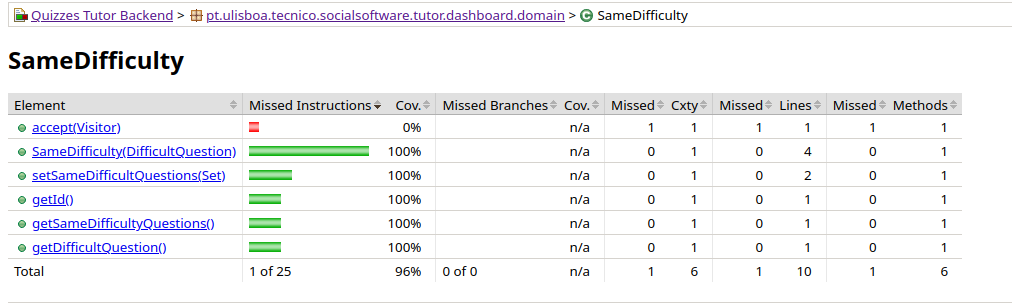 Quizzes Tutor Backend > pt.ulisboa.tecnico.socialsoftware.tutor.dashboard.domain > SameDifficulty
SameDifficulty
Element Missed Instructions Cov. Missed Branches Cov. Missed Cxty Missed Lines Missed Methods
accept(Visitor) 0% n/a 1 1 1 1 1 1
SameDifficulty(DifficultQuestion) 100% n/a 0 1 0 4 0 1
setSameDifficultQuestions(Set) 100% n/a 0 1 0 2 0 1
getId() 100% n/a 0 1 0 1 0 1
getSameDifficultyQuestions() 100% n/a 0 1 0 1 0 1
getDifficultQuestion() 100% n/a 0 1 0 1 0 1
Total 1 of 25 96% 0 of 0 n/a 1 6 1 10 1 6